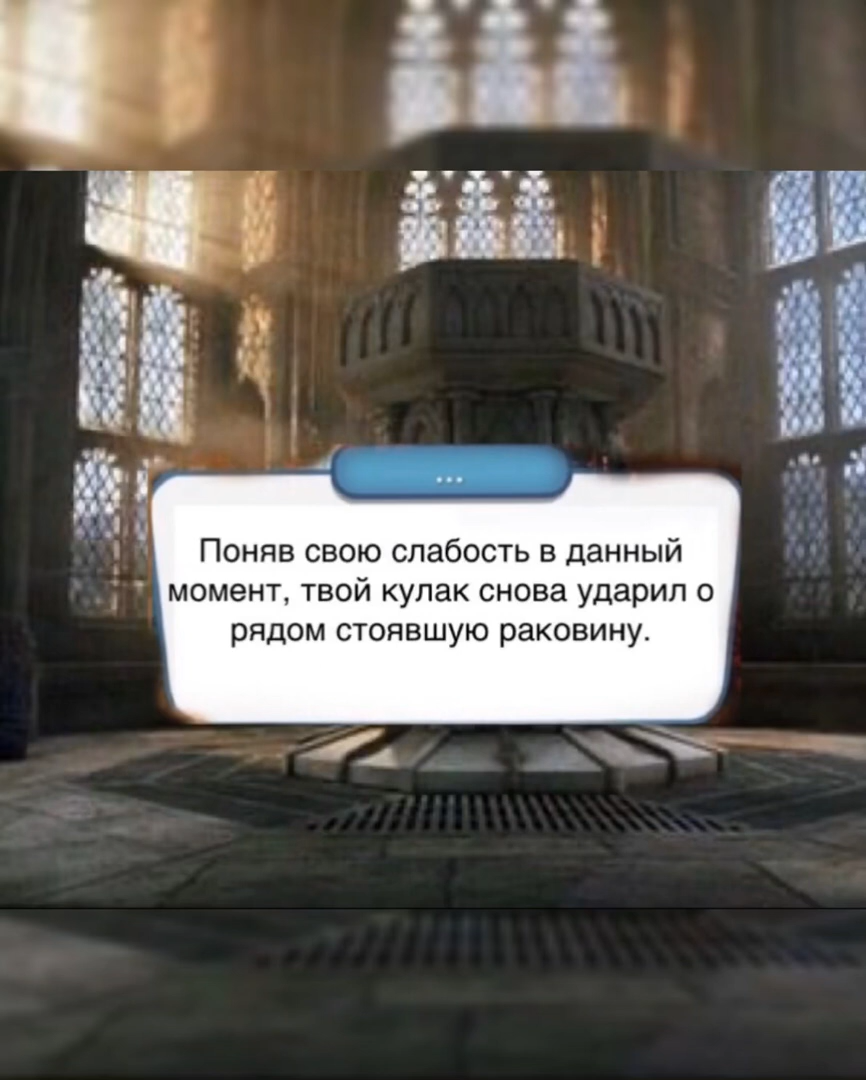 ...
Поняв свою слабость в данный
момент, твой кулак снова ударил о
рядом стоявшую раковину.